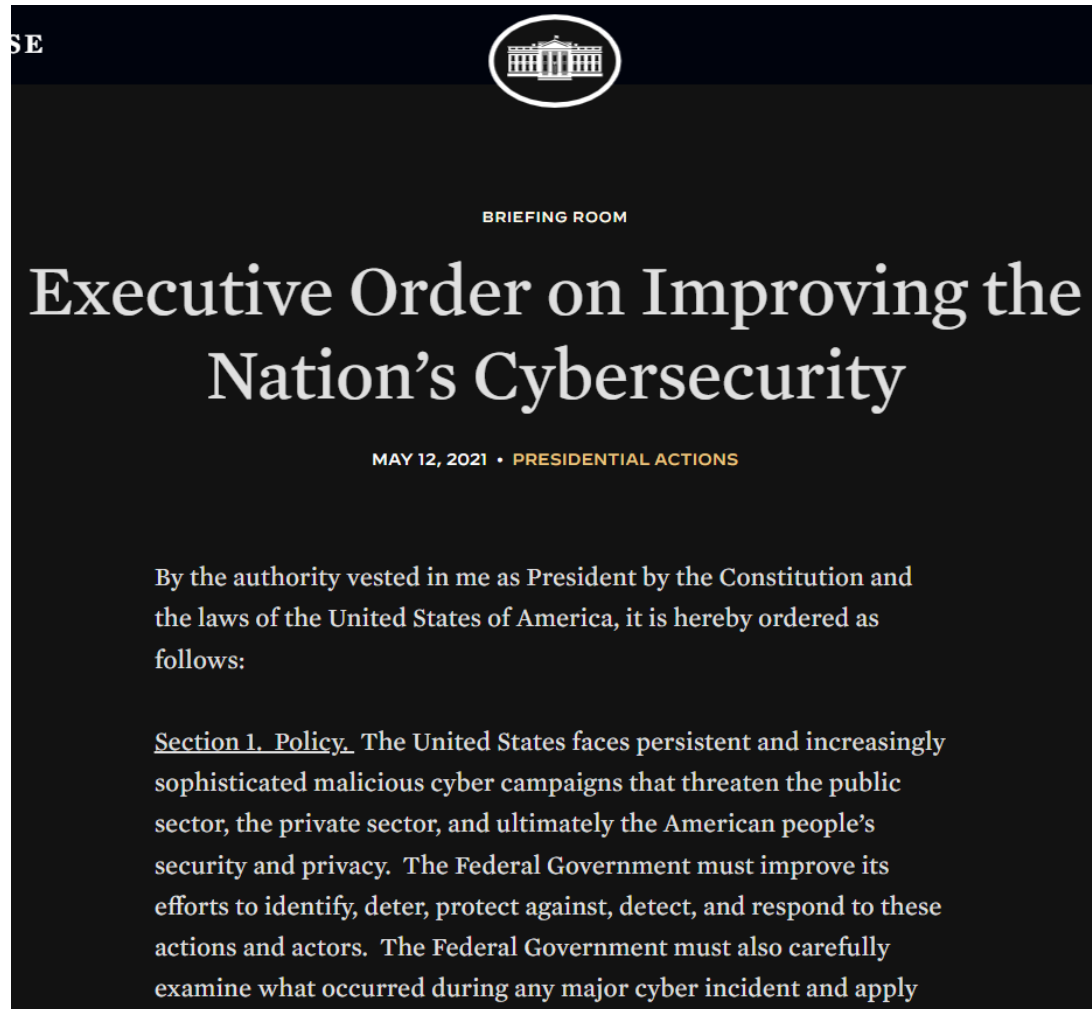 SE
BRIEFING ROOM
Executive Order on Improving the
Nation’s Cybersecurity
MAY 12, 2021 • PRESIDENTIAL ACTIONS
By the authority vested in me as President by the Constitution and
the laws of the United States of America, it is hereby ordered as
follows:
Section 1.  Policy.  The United States faces persistent and increasingly
sophisticated malicious cyber campaigns that threaten the public
sector, the private sector, and ultimately the American people’s
security and privacy.  The Federal Government must improve its
efforts to identify, deter, protect against, detect, and respond to these
actions and actors.  The Federal Government must also carefully
examine what occurred during any major cyber incident and apply